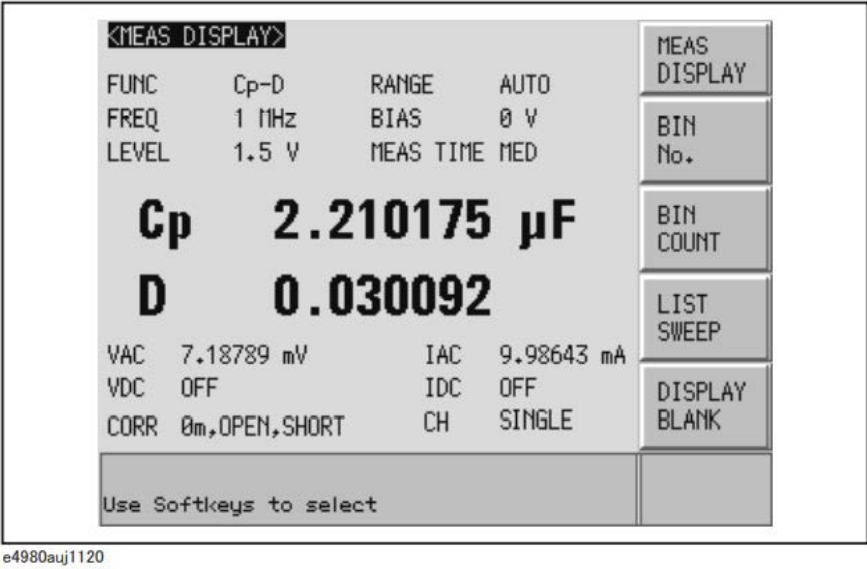 <MEAS DISPLAY>
FUNC Cp-D RANGE AUTO
FREQ 1 MHz BIAS 0 V
LEVEL 1.5 V MEAS TIME MED
Cp 2.210175 µF
D 0.030092
VAC 7.18789 mV IAC 9.98643 mA
VDC OFF IDC OFF
CORR 0m,OPEN,SHORT CH SINGLE
Use Softkeys to select
MEAS
DISPLAY
BIN
No.
BIN
COUNT
LIST
SWEEP
DISPLAY
BLANK
e4980auj1120